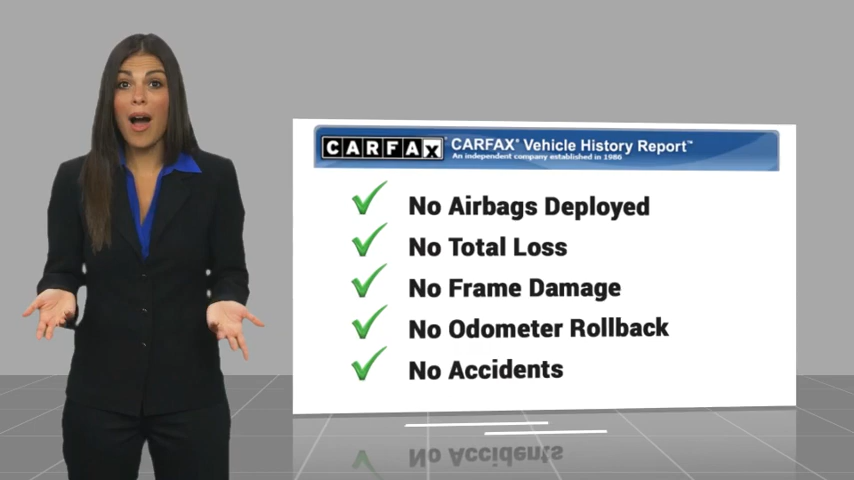 CARFAX CARFAX® Vehicle History Report™
An independent company established in 1986
No Airbags Deployed
No Total Loss
No Frame Damage
No Odometer Rollback
No Accidents
No Accidents